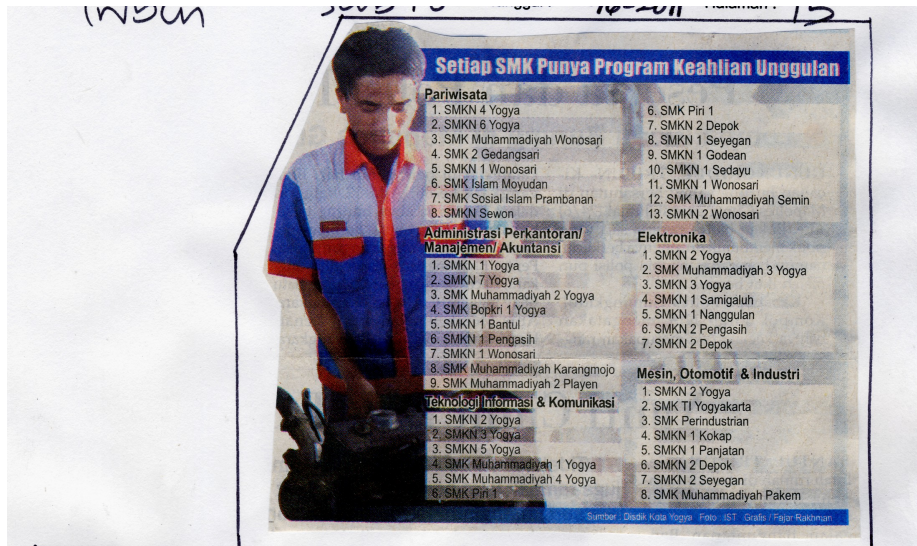 16-2011
15
Setiap SMK Punya Program Keahlian Unggulan
Pariwisata
1. SMKN 4 Yogya
2. SMKN 6 Yogya
3. SMK Muhammadiyah Wonosari
4. SMK 2 Gedangsari
5. SMKN 1 Wonosari
6. SMK Islam Moyudan
7. SMK Sosial Islam Prambanan
8. SMKN Sewon
Administrasi Perkantoran/
Manajemen/ Akuntansi
1. SMKN 1 Yogya
2. SMKN 7 Yogya
3. SMK Muhammadiyah 2 Yogya
4. SMK Bopkri 1 Yogya
5. SMKN 1 Bantul
6. SMKN 1 Pengasih
7. SMKN 1 Wonosari
8. SMK Muhammadiyah Karangmojo
9. SMK Muhammadiyah 2 Playen
Teknologi Informasi & Komunikasi
1. SMKN 2 Yogya
2. SMKN 3 Yogya
3. SMKN 5 Yogya
4. SMK Muhammadiyah 1 Yogya
5. SMK Muhammadiyah 4 Yogya
6. SMK Piri 1
6. SMK Piri 1
7. SMKN 2 Depok
8. SMKN 1 Seyegan
9. SMKN 1 Godean
10. SMKN 1 Sedayu
11. SMKN 1 Wonosari
12. SMK Muhammadiyah Semin
13. SMKN 2 Wonosari
Elektronika
1. SMKN 2 Yogya
2. SMK Muhammadiyah 3 Yogya
3. SMKN 3 Yogya
4. SMKN 1 Samigaluh
5. SMKN 1 Nanggulan
6. SMKN 2 Pengasih
7. SMKN 2 Depok
Mesin, Otomotif & Industri
1. SMKN 2 Yogya
2. SMK TI Yogyakarta
3. SMK Perindustrian
4. SMKN 1 Kokap
5. SMKN 1 Panjatan
6. SMKN 2 Depok
7. SMKN 2 Seyegan
8. SMK Muhammadiyah Pakem
Sumber : Disdik Kota Yogya Foto : IST Grafis / Fajar Rakhman